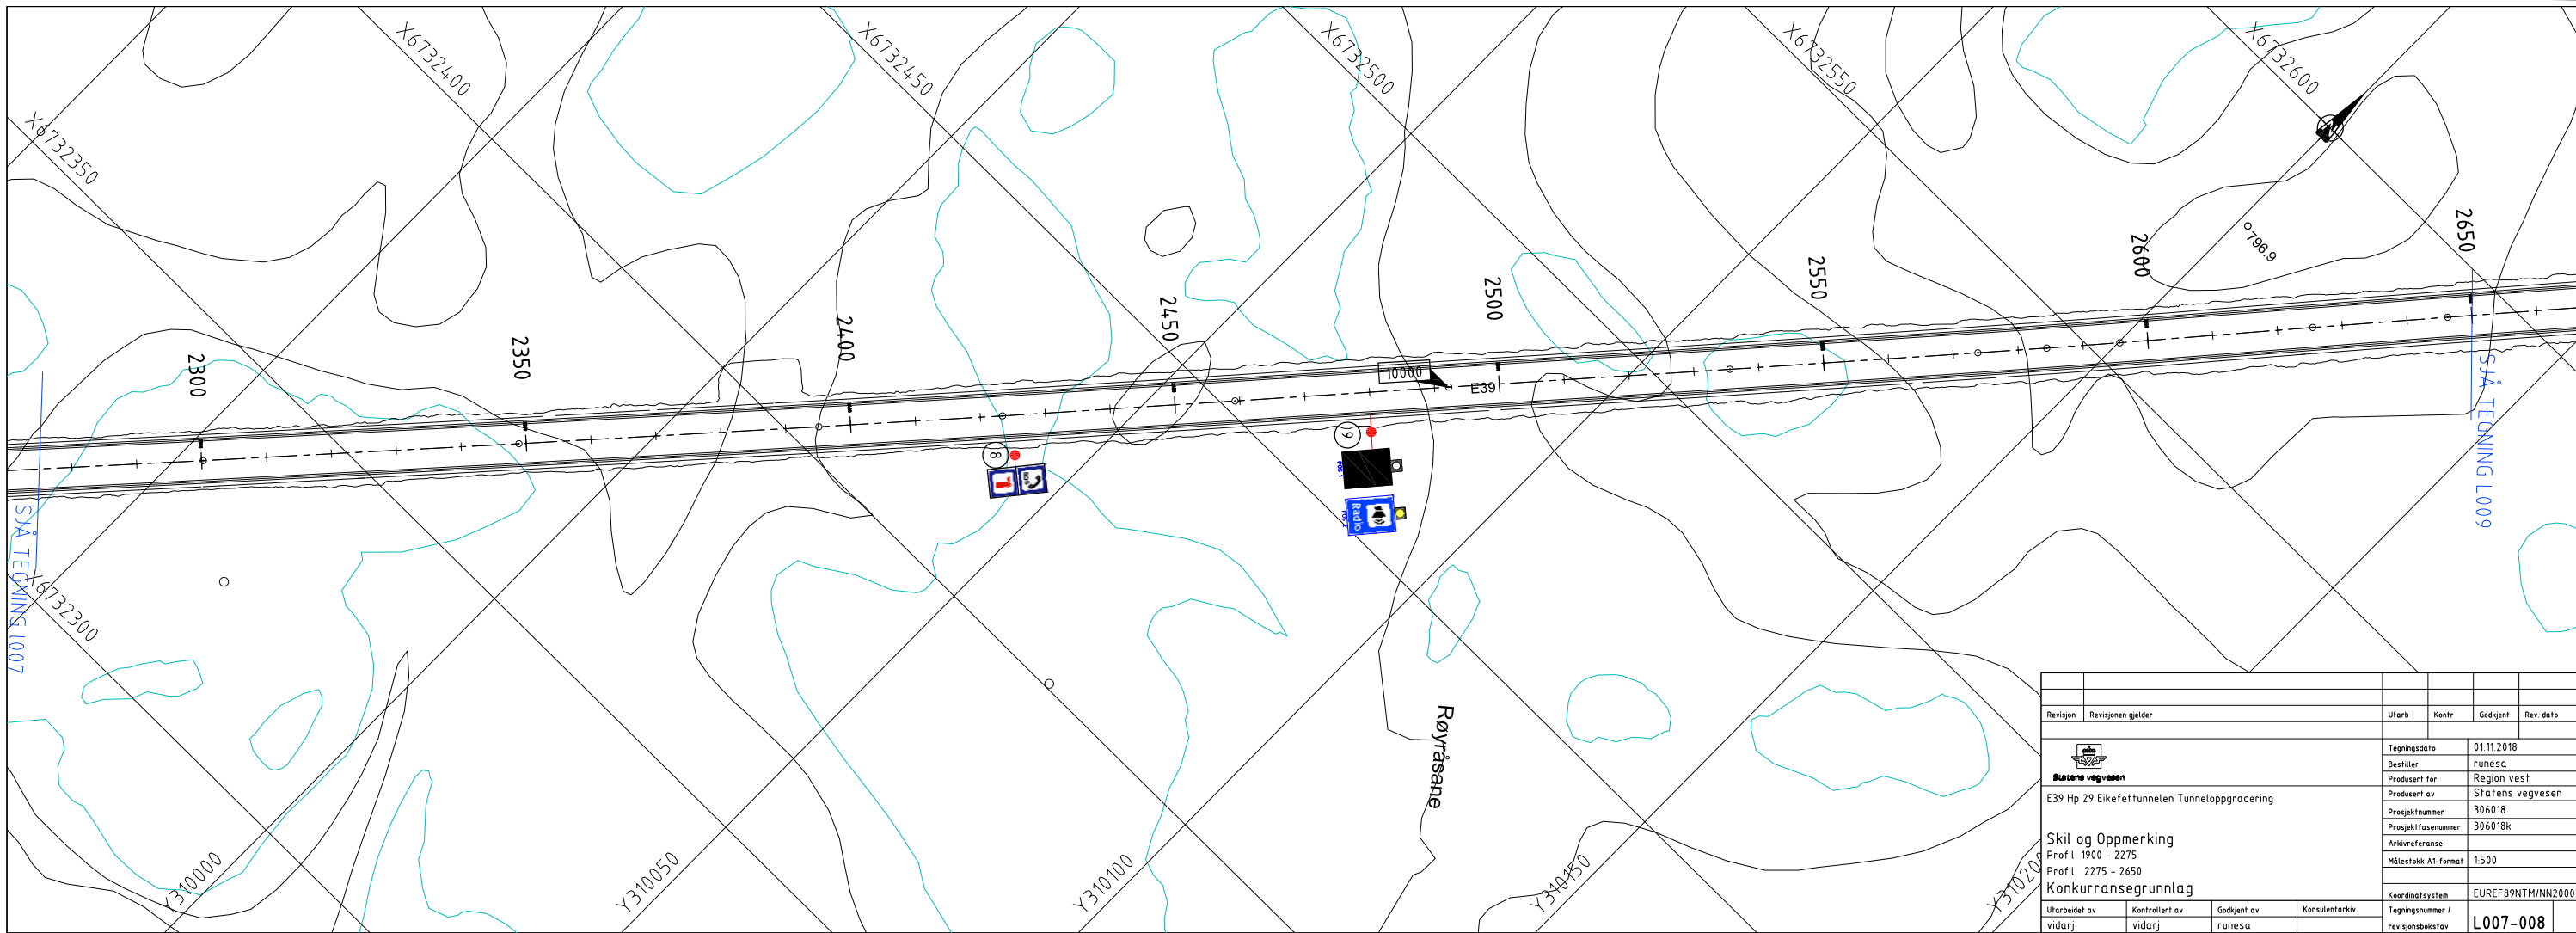 X6732350
X6732400
X6732450
X6732500
X6732550
X6732600
796.9
2300
2350
2400
2450
2500
2550
2600
2650
10000
E39
8
9
POS 1
Radio
SJÅ TEGNING L007
SJÅ TEGNING L009
X6732300
Røyråsane
Y310000
Y310050
Y310100
Y310150
Y310200
Revisjon Revisjonen gjelder Utarb Kontr Godkjent Rev. dato
Statens vegvesen
Tegningsdato 01.11.2018
Bestiller runesa
Produsert for Region vest
Produsert av Statens vegvesen
Prosjektnummer 306018
Prosjektfasenummer 306018k
Arkivreferanse
Målestokk A1-format 1:500
Koordinatsystem EUREF89NTM/NN2000
E39 Hp 29 Eikefettunnelen Tunneloppgradering
Skil og Oppmerking
Profil 1900 - 2275
Profil 2275 - 2650
Konkurransegrunnlag
Utarbeidet av Kontrollert av Godkjent av Konsulentarkiv
vidarj vidarj runesa
Tegningsnummer /
revisjonsbokstav L007-008